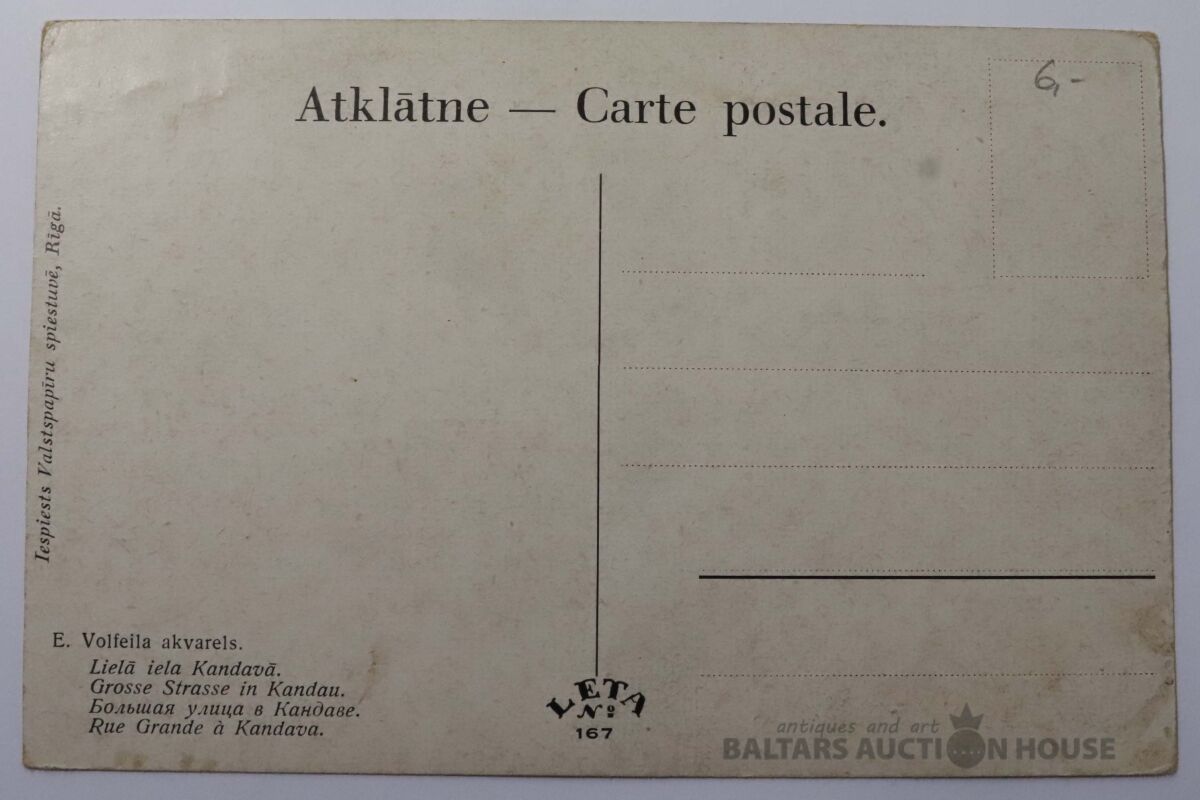 Atklātne — Carte postale.
6,-
Iespiests Valstspapīru spiestuvē, Rīgā.
E. Volfeila akvarels.
Lielā iela Kandavā.
Grosse Strasse in Kandau.
Большая улица в Кандаве.
Rue Grande à Kandava.
LETA
№
167
antiques and art
BALTARS AUCTION HOUSE